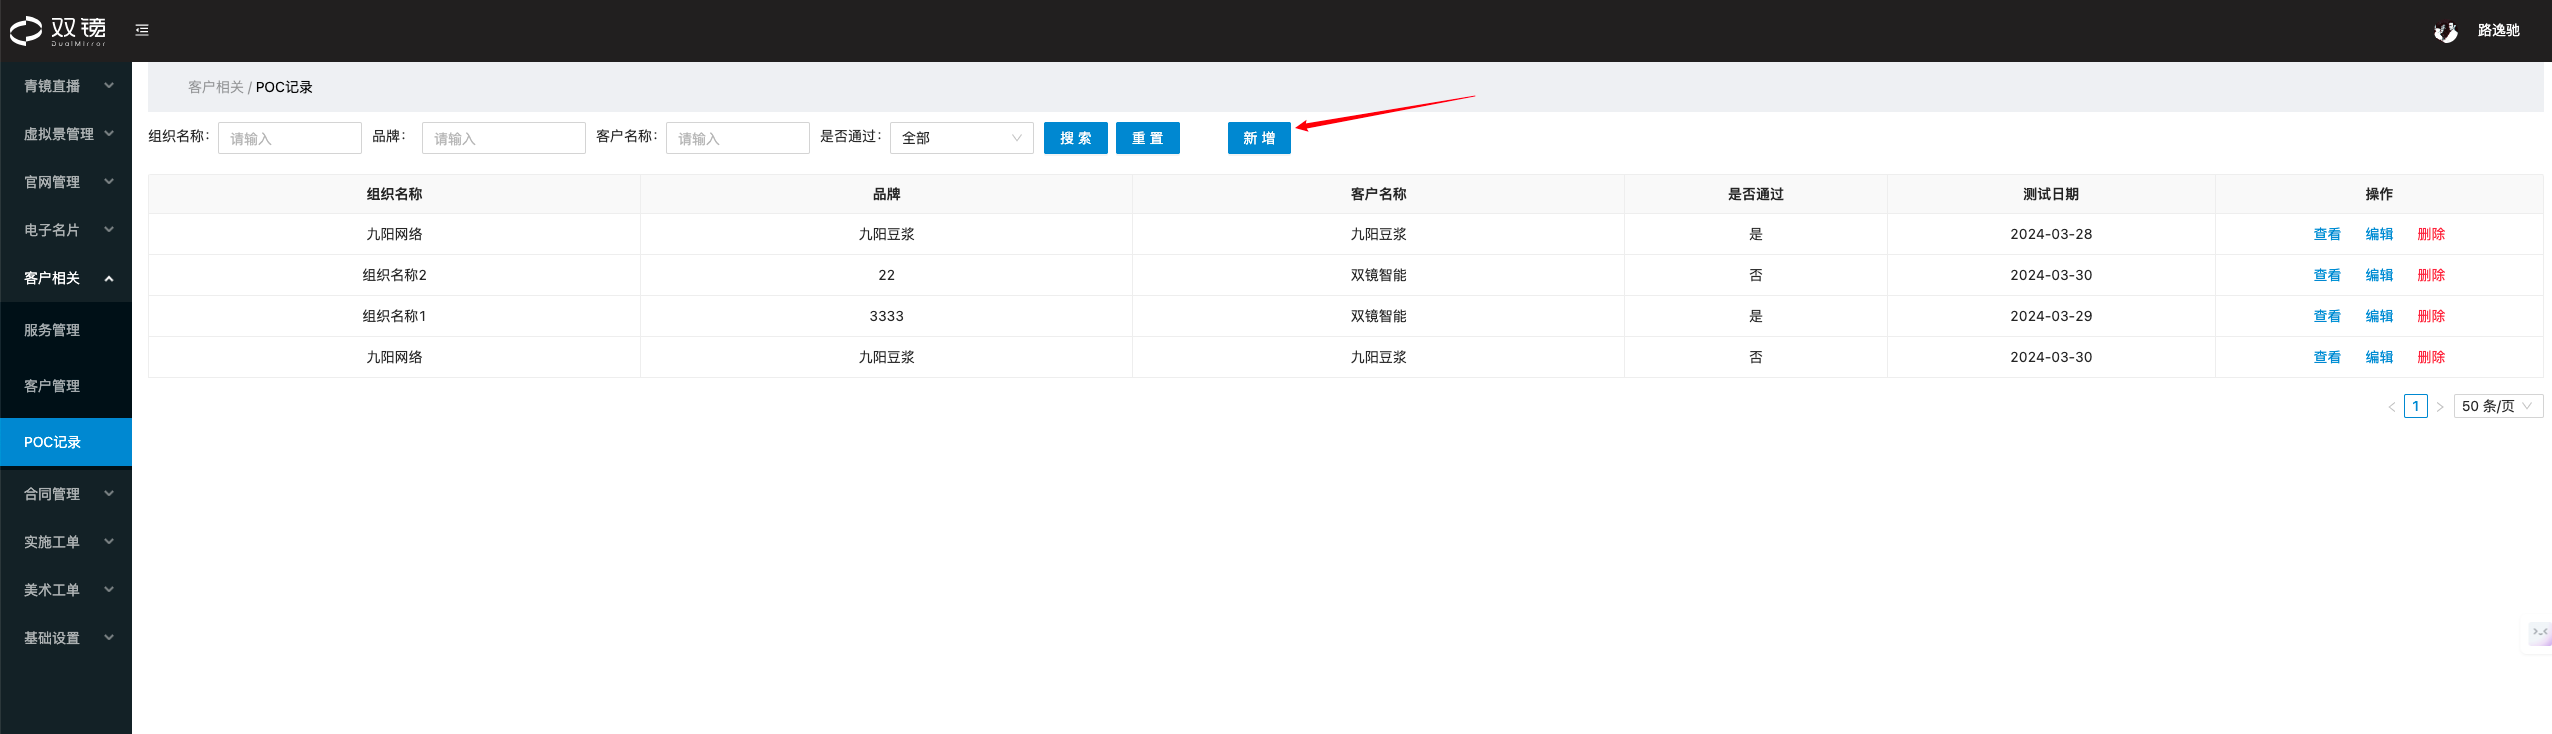 双镜
DualMirror
路逸驰
青镜直播
虚拟景管理
官网管理
电子名片
客户相关
服务管理
客户管理
POC记录
合同管理
实施工单
美术工单
基础设置
客户相关 / POC记录
组织名称: 请输入 品牌: 请输入 客户名称: 请输入 是否通过: 全部 搜 索 重 置 新 增
组织名称 品牌 客户名称 是否通过 测试日期 操作
九阳网络 九阳豆浆 九阳豆浆 是 2024-03-28 查看 编辑 删除
组织名称2 22 双镜智能 否 2024-03-30 查看 编辑 删除
组织名称1 3333 双镜智能 是 2024-03-29 查看 编辑 删除
九阳网络 九阳豆浆 九阳豆浆 否 2024-03-30 查看 编辑 删除
< 1 > 50 条/页